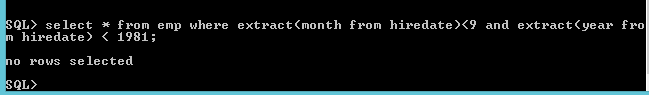 SQL> select * from emp where extract(month from hiredate)<9 and extract(year fro
m hiredate) < 1981;
no rows selected
SQL>